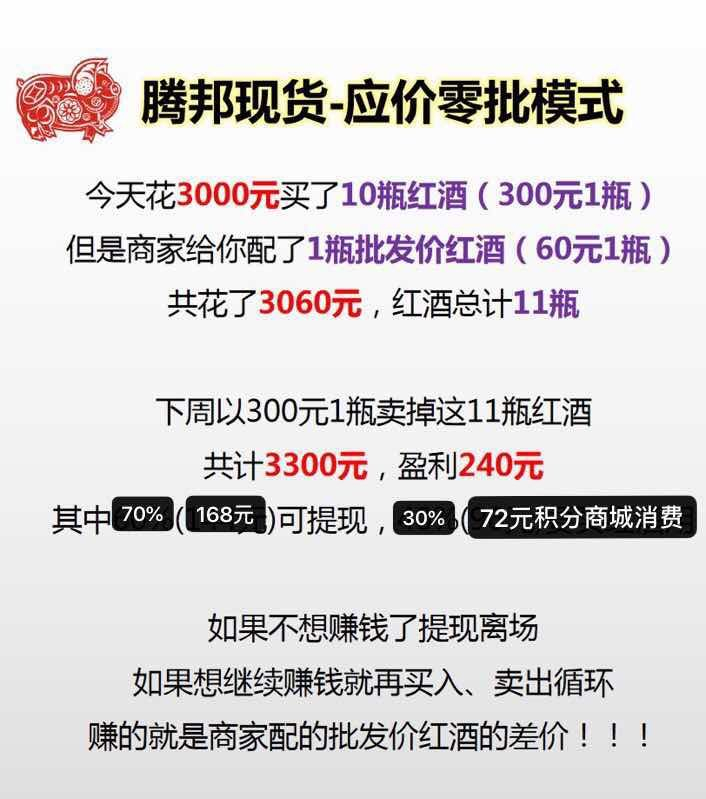 腾邦现货-应价零批模式
今天花3000元买了10瓶红酒（300元1瓶）
但是商家给你配了1瓶批发价红酒（60元1瓶）
共花了3060元，红酒总计11瓶
下周以300元1瓶卖掉这11瓶红酒
共计3300元，盈利240元
其中70% 168元)可提现，30% 72元积分商城消费
如果不想赚钱了提现离场
如果想继续赚钱就再买入、卖出循环
赚的就是商家配的批发价红酒的差价！！！